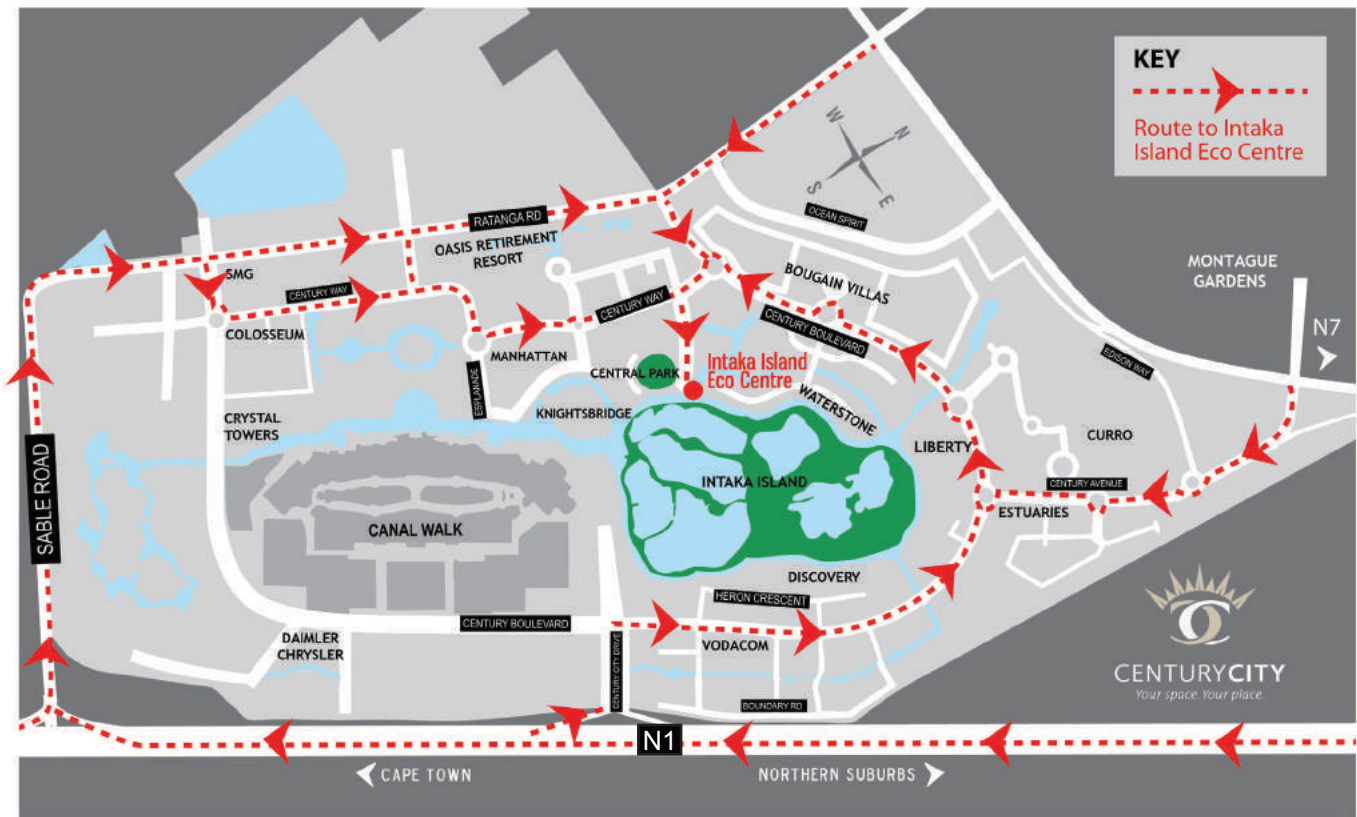 KEY
Route to Intaka
Island Eco Centre
W
N
S
E
OCEAN SPIRIT
RATANGA RD
OASIS RETIREMENT
RESORT
SMG
CENTURY WAY
COLOSSEUM
MANHATTAN
CENTURY WAY
BOUGAIN VILLAS
CENTURY BOULEVARD
MONTAGUE
GARDENS
N7
EDISON WAY
Intaka Island
Eco Centre
CENTRAL PARK
ESPLANADE
KNIGHTSBRIDGE
WATERSTONE
CRYSTAL
TOWERS
LIBERTY
CURRO
CENTURY AVENUE
ESTUARIES
INTAKA ISLAND
SABLE ROAD
CANAL WALK
DISCOVERY
HERON CRESCENT
CENTURY BOULEVARD
DAIMLER
CHRYSLER
VODACOM
CENTURY CITY DRIVE
BOUNDARY RD
CENTURYCITY
Your space. Your place.
N1
CAPE TOWN
NORTHERN SUBURBS